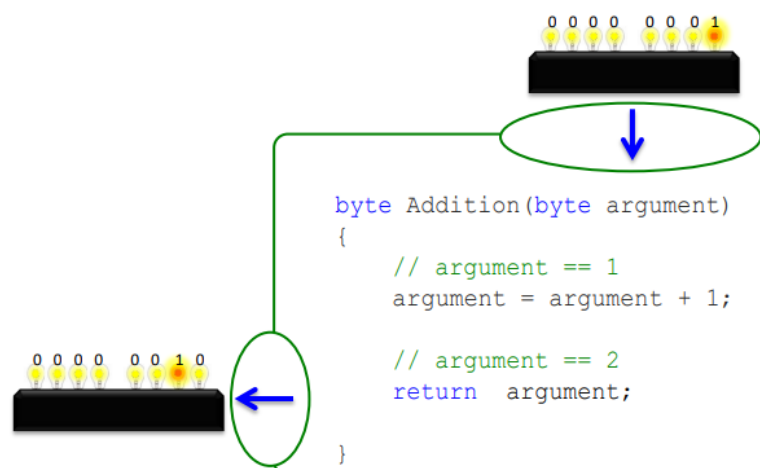 0 0 0 0 0 0 0 1
byte Addition(byte argument)
{
    // argument == 1
    argument = argument + 1;
    // argument == 2
    return  argument;
}
0 0 0 0 0 0 1 0